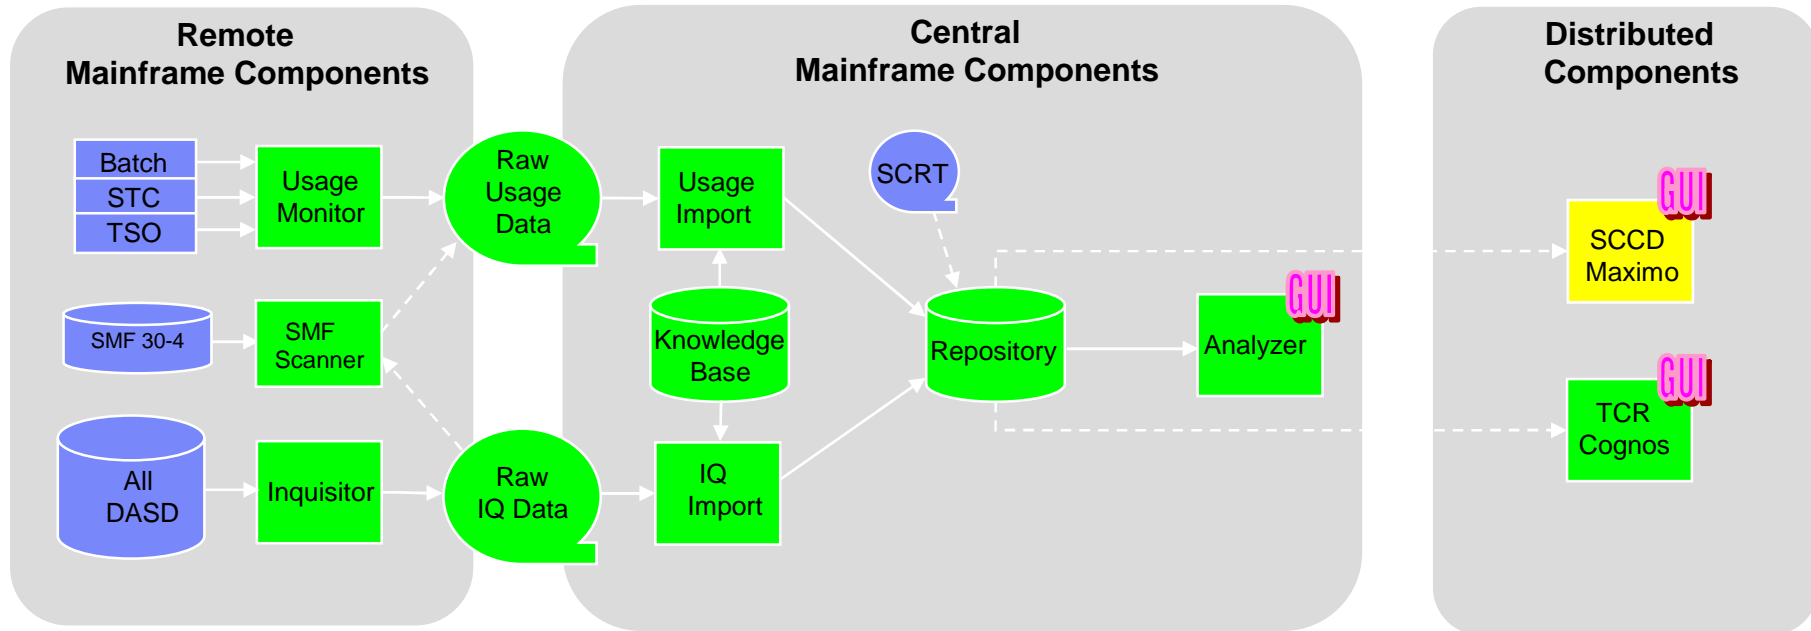 Remote
Mainframe Components
Central
Mainframe Components
Distributed
Components
Batch
STC
TSO
Usage
Monitor
Raw
Usage
Data
Usage
Import
SCRT
GUI
SCCD
Maximo
SMF 30-4
SMF
Scanner
Knowledge
Base
Repository
GUI
Analyzer
GUI
TCR
Cognos
All
DASD
Inquisitor
Raw
IQ Data
IQ
Import